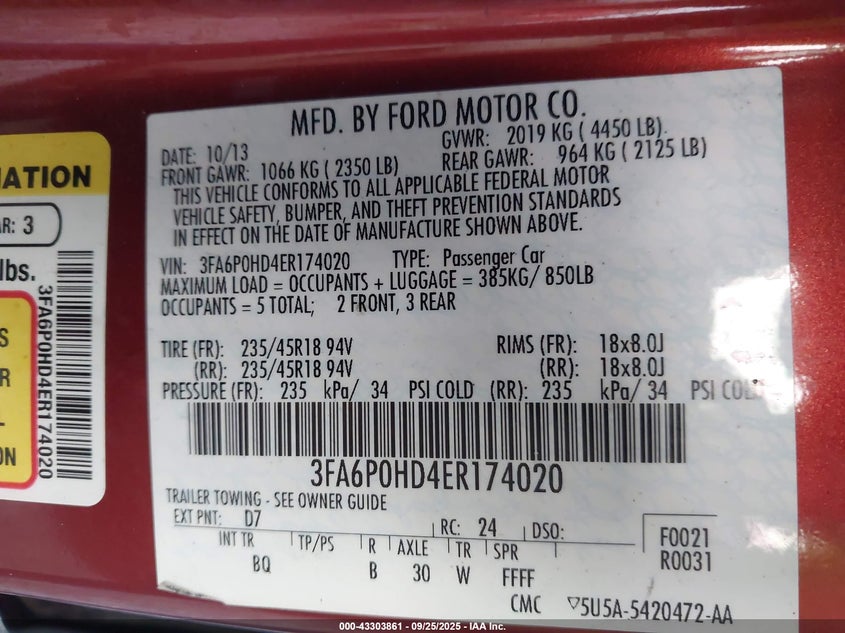 MFD. BY FORD MOTOR CO.
DATE: 10/13 GVWR: 2019 KG ( 4450 LB)
FRONT GAWR: 1066 KG ( 2350 LB) REAR GAWR: 964 KG ( 2125 LB)
THIS VEHICLE CONFORMS TO ALL APPLICABLE FEDERAL MOTOR
VEHICLE SAFETY, BUMPER, AND THEFT PREVENTION STANDARDS
IN EFFECT ON THE DATE OF MANUFACTURE SHOWN ABOVE.
VIN: 3FA6P0HD4ER174020 TYPE: Passenger Car
MAXIMUM LOAD = OCCUPANTS + LUGGAGE = 385KG/ 850LB
OCCUPANTS = 5 TOTAL; 2 FRONT, 3 REAR
TIRE (FR): 235/45R18 94V RIMS (FR): 18x8.0J
(RR): 235/45R18 94V (RR): 18x8.0J
PRESSURE (FR): 235 kPa/ 34 PSI COLD (RR): 235 kPa/ 34 PSI COLD
3FA6P0HD4ER174020
TRAILER TOWING - SEE OWNER GUIDE
EXT PNT: D7 RC: 24 DSO: F0021
INT TR TP/PS R AXLE TR SPR R0031
BQ B 30 W FFFF
CMC ▽5U5A-5420472-AA
ATION
AR: 3
lbs.
3FA6P0HD4ER174020
S
R
L
ON
000-43303861 - 09/25/2025 - IAA Inc.